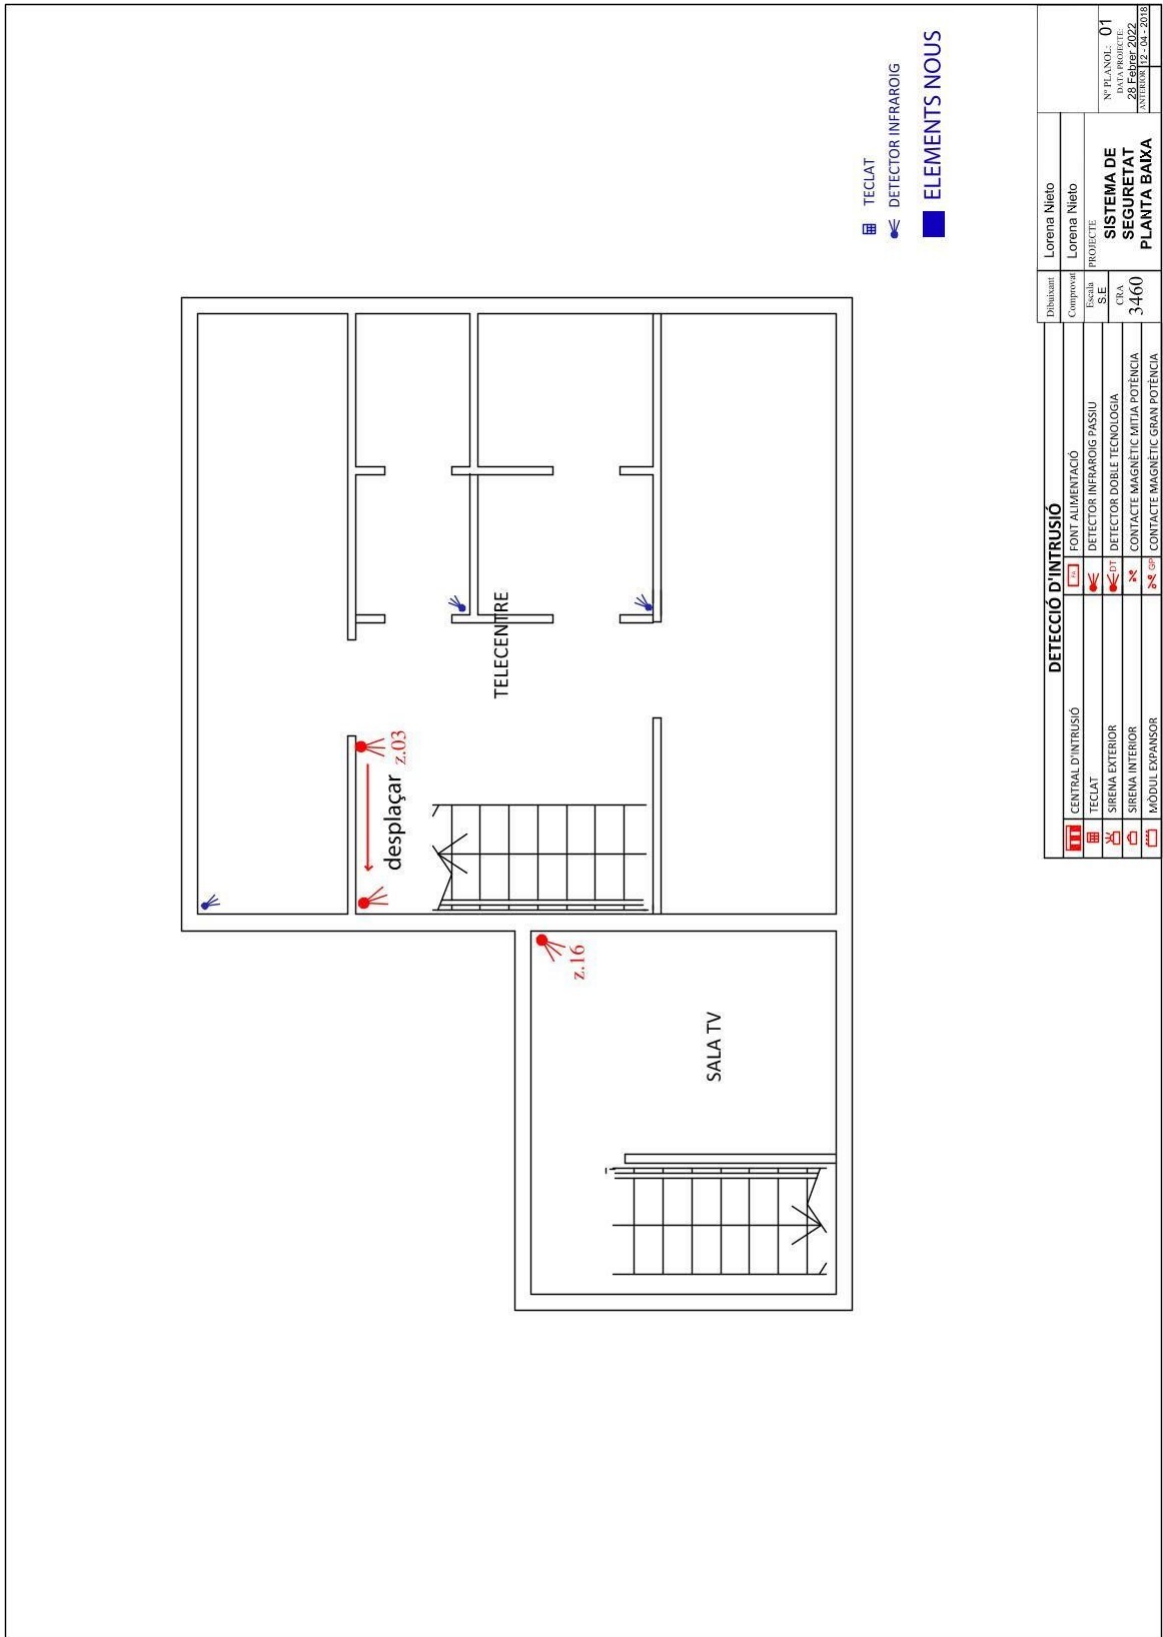 TELECENTRE
z.03
desplaçar
z.16
SALA TV
TECLAT
DETECTOR INFRAROIG
ELEMENTS NOUS
DETECCIÓ D'INTRUSIÓ
CENTRAL D'INTRUSIÓ
TECLAT
SIRENA EXTERIOR
SIRENA INTERIOR
MÒDUL EXPANSOR
FONT ALIMENTACIÓ
DETECTOR INFRAROIG PASSIU
DT DETECTOR DOBLE TECNOLOGIA
CONTACTE MAGNÈTIC MITJA POTÈNCIA
GP CONTACTE MAGNÈTIC GRAN POTÈNCIA
Dibuixant Lorena Nieto
Comprovat Lorena Nieto
Escala
S.E
CRA
3460
PROJECTE
SISTEMA DE
SEGURETAT
PLANTA BAIXA
Nº PLANOL: 01
DATA PROJECTE:
28 Febrer 2022
ANTERIOR 12 - 04 - 2018